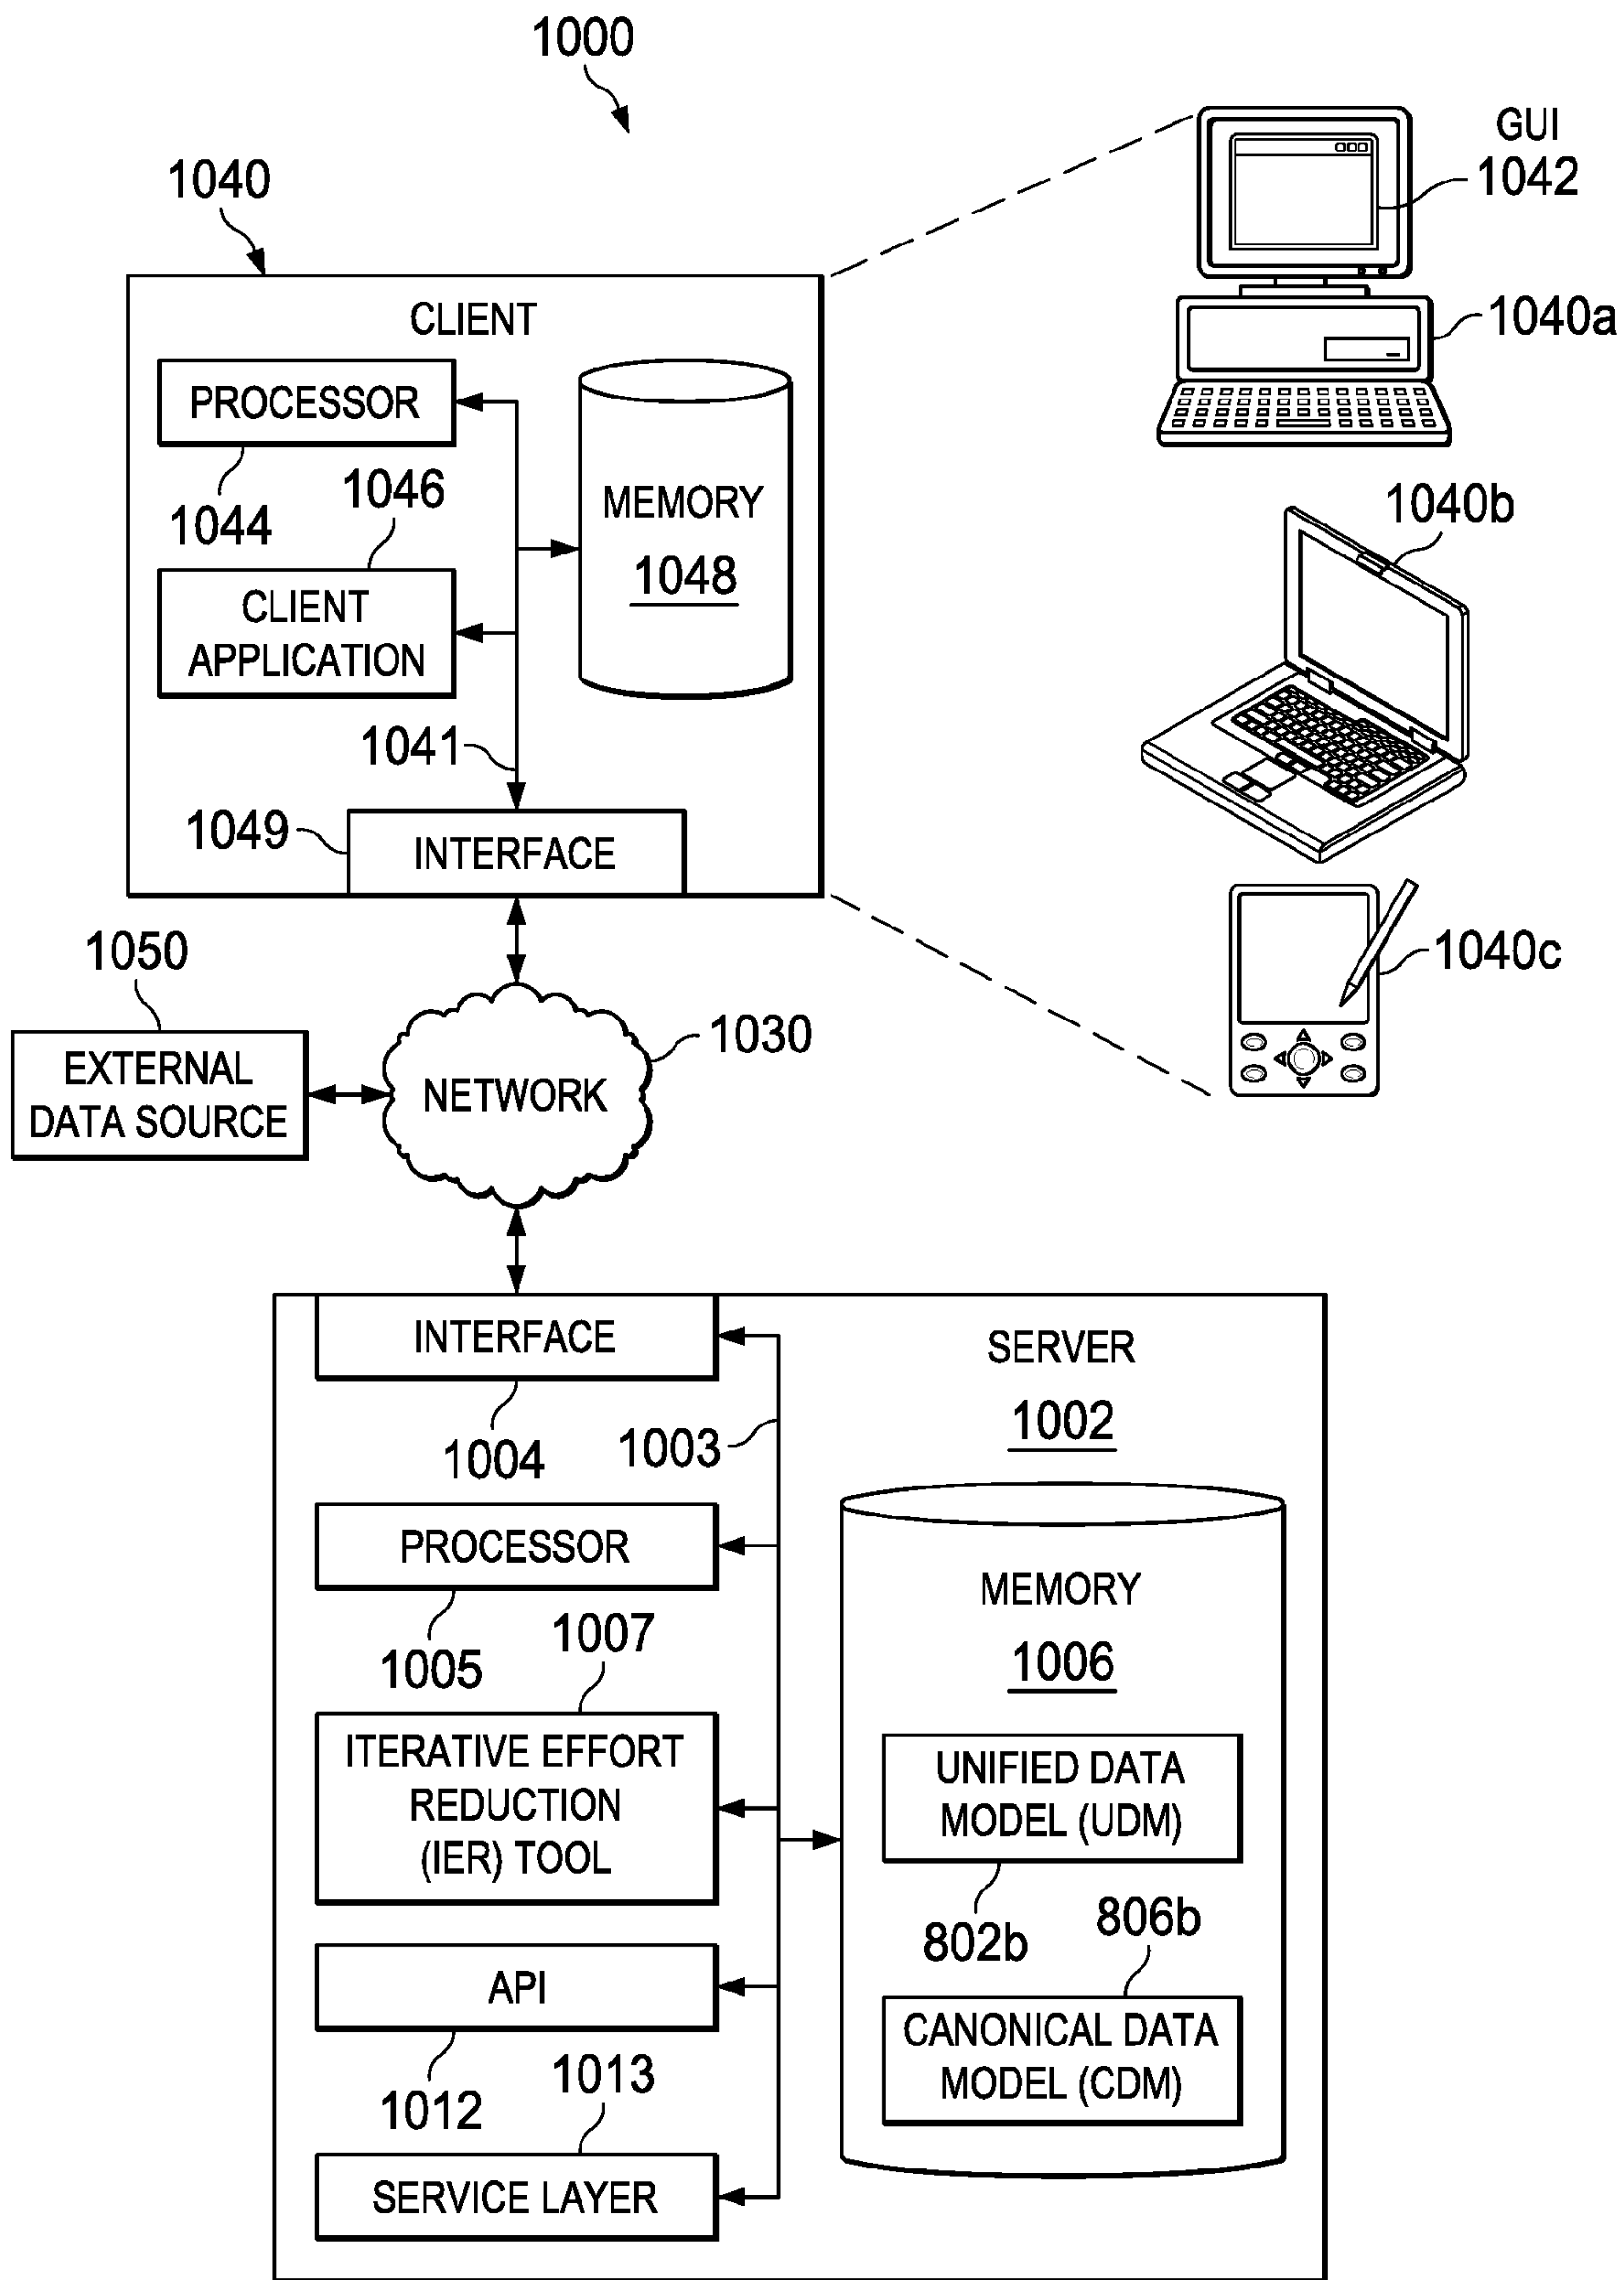 1000
GUI
1042
1040
1040a
CLIENT
PROCESSOR
1044
1046
MEMORY
1048
CLIENT
APPLICATION
1041
1049
INTERFACE
1040b
1040c
1050
EXTERNAL
DATA SOURCE
NETWORK
1030
INTERFACE
1004
1003
SERVER
1002
PROCESSOR
1005
1007
MEMORY
1006
ITERATIVE EFFORT
REDUCTION
(IER) TOOL
UNIFIED DATA
MODEL (UDM)
802b
806b
API
1012
1013
CANONICAL DATA
MODEL (CDM)
SERVICE LAYER